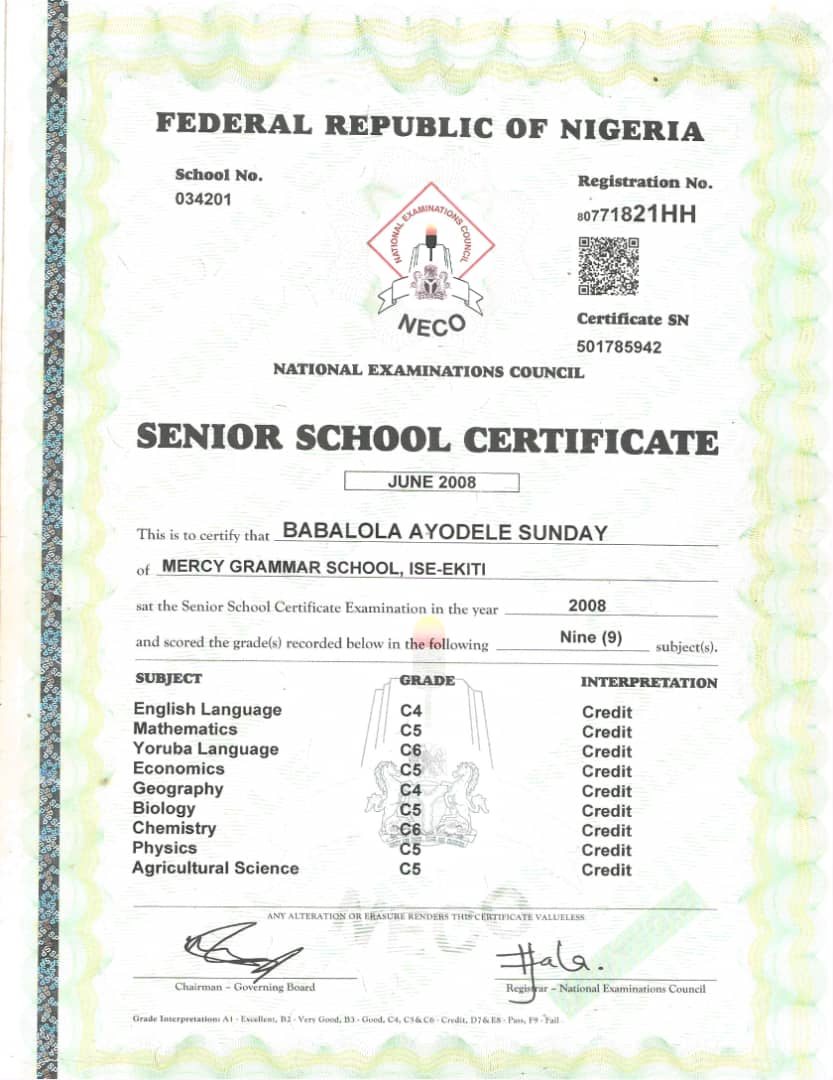 FEDERAL REPUBLIC OF NIGERIA
School No.
034201
Registration No.
80771821HH
NATIONAL EXAMINATIONS COUNCIL
NECO
Certificate SN
501785942
NATIONAL EXAMINATIONS COUNCIL
SENIOR SCHOOL CERTIFICATE
JUNE 2008
This is to certify that BABALOLA AYODELE SUNDAY
of MERCY GRAMMAR SCHOOL, ISE-EKITI
sat the Senior School Certificate Examination in the year 2008
and scored the grade(s) recorded below in the following Nine (9) subject(s).
SUBJECT GRADE INTERPRETATION
English Language C4 Credit
Mathematics C5 Credit
Yoruba Language C6 Credit
Economics C5 Credit
Geography C4 Credit
Biology C5 Credit
Chemistry C6 Credit
Physics C5 Credit
Agricultural Science C5 Credit
NECO
ANY ALTERATION OR ERASURE RENDERS THIS CERTIFICATE VALUELESS
Chairman - Governing Board
Registrar - National Examinations Council
Grade Interpretation: A1 - Excellent, B2 - Very Good, B3 - Good, C4, C5 & C6 - Credit, D7 & E8 - Pass, F9 - Fail